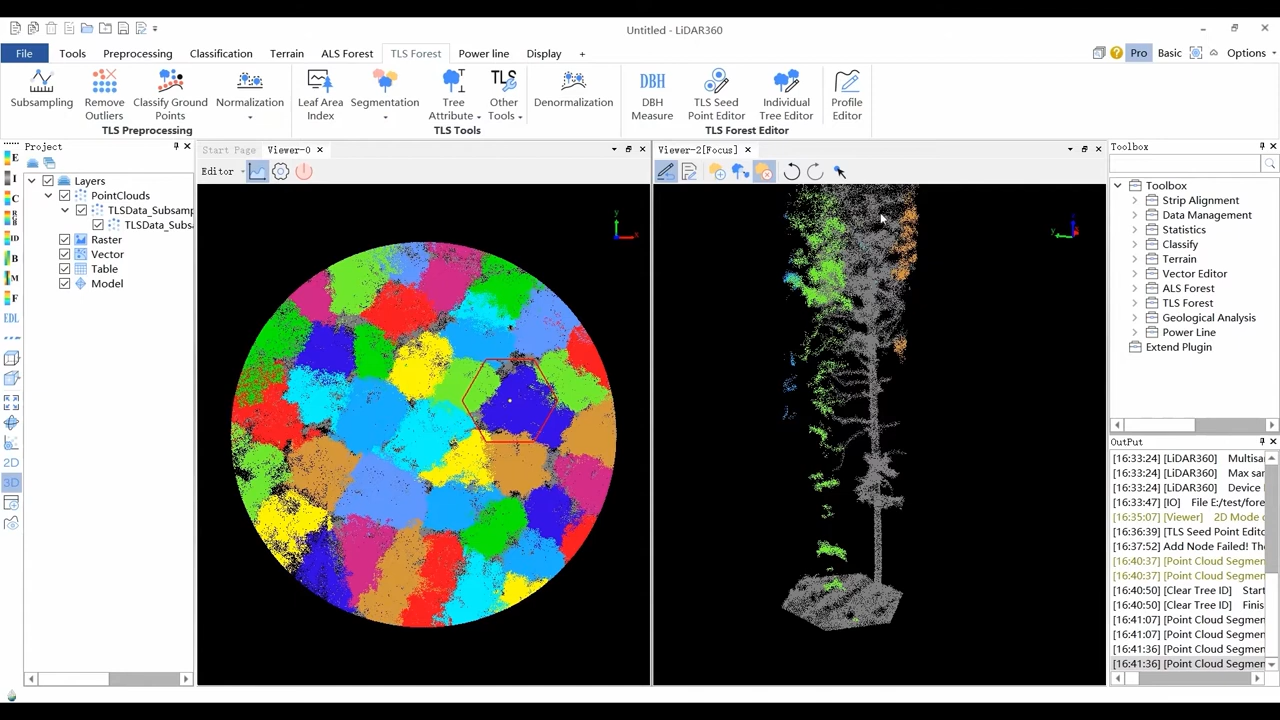 Untitled - LiDAR360
File Tools Preprocessing Classification Terrain ALS Forest TLS Forest Power line Display + Pro Basic Options
Subsampling
Remove Outliers
Classify Ground Points
Normalization
TLS Preprocessing
Leaf Area Index
Segmentation
Tree Attribute
Other Tools
Denormalization
TLS Tools
DBH
DBH Measure
TLS Seed Point Editor
Individual Tree Editor
Profile Editor
TLS Forest Editor
Project
Layers
PointClouds
TLSData_Subsamp
TLSData_Subs
Raster
Vector
Table
Model
E
I
C
ID
B
M
F
EDL
2D
3D
Start Page Viewer-0
Editor
y
x
Viewer-2[Focus]
y
Toolbox
Toolbox
Strip Alignment
Data Management
Statistics
Classify
Terrain
Vector Editor
ALS Forest
TLS Forest
Geological Analysis
Power Line
Extend Plugin
OutPut
[16:33:24] [LiDAR360] Multisa
[16:33:24] [LiDAR360] Max sar
[16:33:24] [LiDAR360] Device
[16:33:47] [IO] File E:/test/fore
[16:35:07] [Viewer] 2D Mode
[16:36:39] [TLS Seed Point Edito
[16:37:52] Add Node Failed! The
[16:40:37] [Point Cloud Segmen
[16:40:37] [Point Cloud Segmen
[16:40:50] [Clear Tree ID] Start
[16:40:50] [Clear Tree ID] Finis
[16:41:07] [Point Cloud Segmen
[16:41:07] [Point Cloud Segmen
[16:41:36] [Point Cloud Segmen
[16:41:36] [Point Cloud Segmen